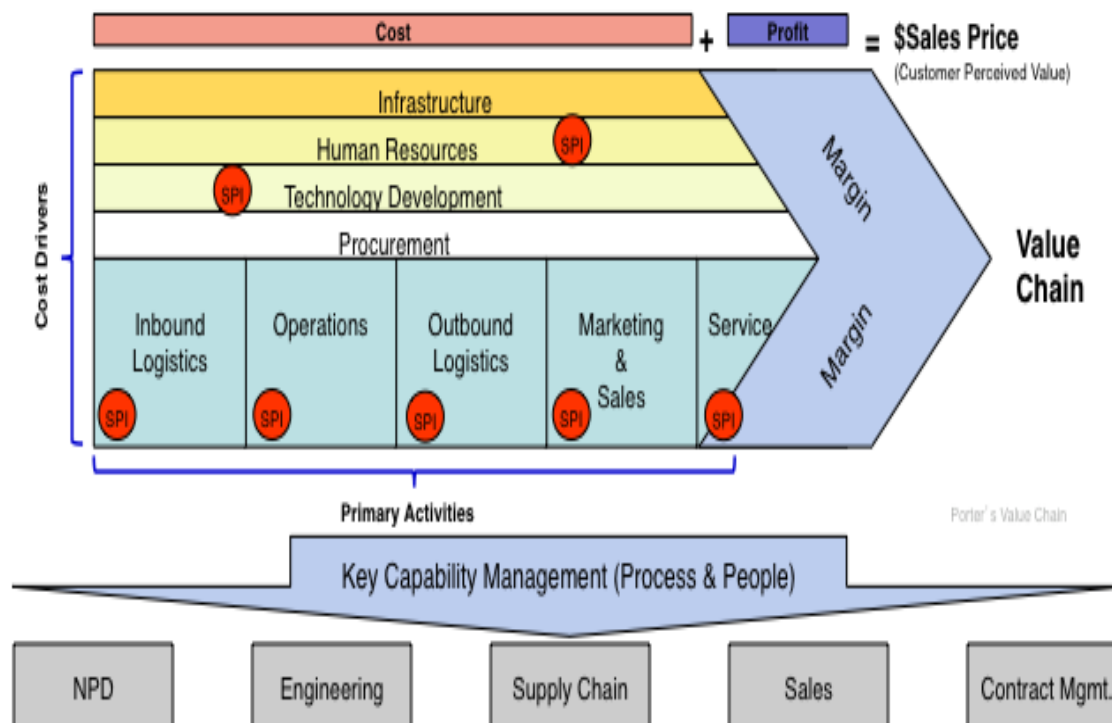 Cost
+
Profit
= $Sales Price
(Customer Perceived Value)
Infrastructure
Human Resources
SPI
SPI
Technology Development
Procurement
Cost Drivers
Margin
Margin
Value
Chain
Inbound
Logistics
Operations
Outbound
Logistics
Marketing
&
Sales
Service
SPI
SPI
SPI
SPI
SPI
Primary Activities
Porter's Value Chain
Key Capability Management (Process & People)
NPD
Engineering
Supply Chain
Sales
Contract Mgmt.